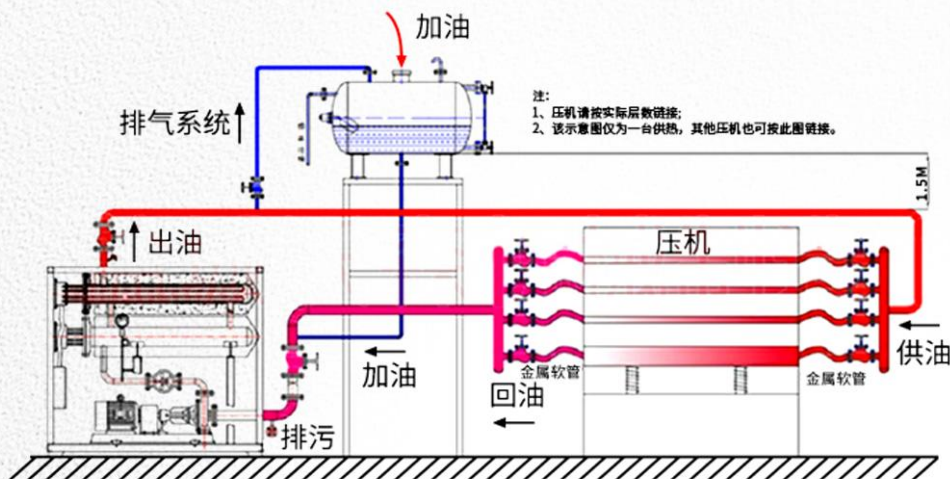 加油
排气系统
注:
1、压机请按实际层数链接;
2、该示意图仅为一台供热，其他压机也可按此图链接。
1.5M
出油
压机
供油
加油
金属软管
金属软管
回油
排污